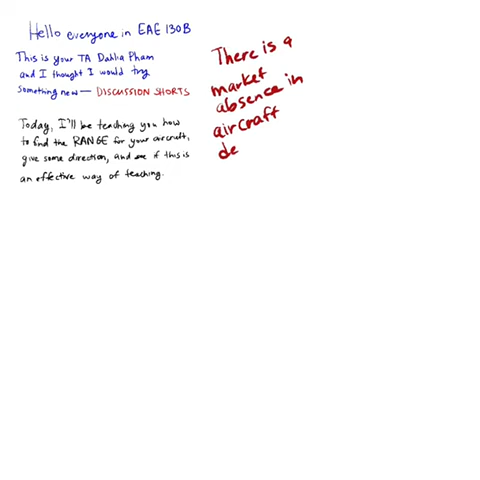 Hello everyone in EAE 130B
This is your TA Dahlia Pham
and I thought I would try
something new— DISCUSSION SHORTS
Today, I'll be teaching you how
to find the RANGE for your aircraft,
give some direction, and see if this is
an effective way of teaching.
There is a
market
absence in
aircraft
de